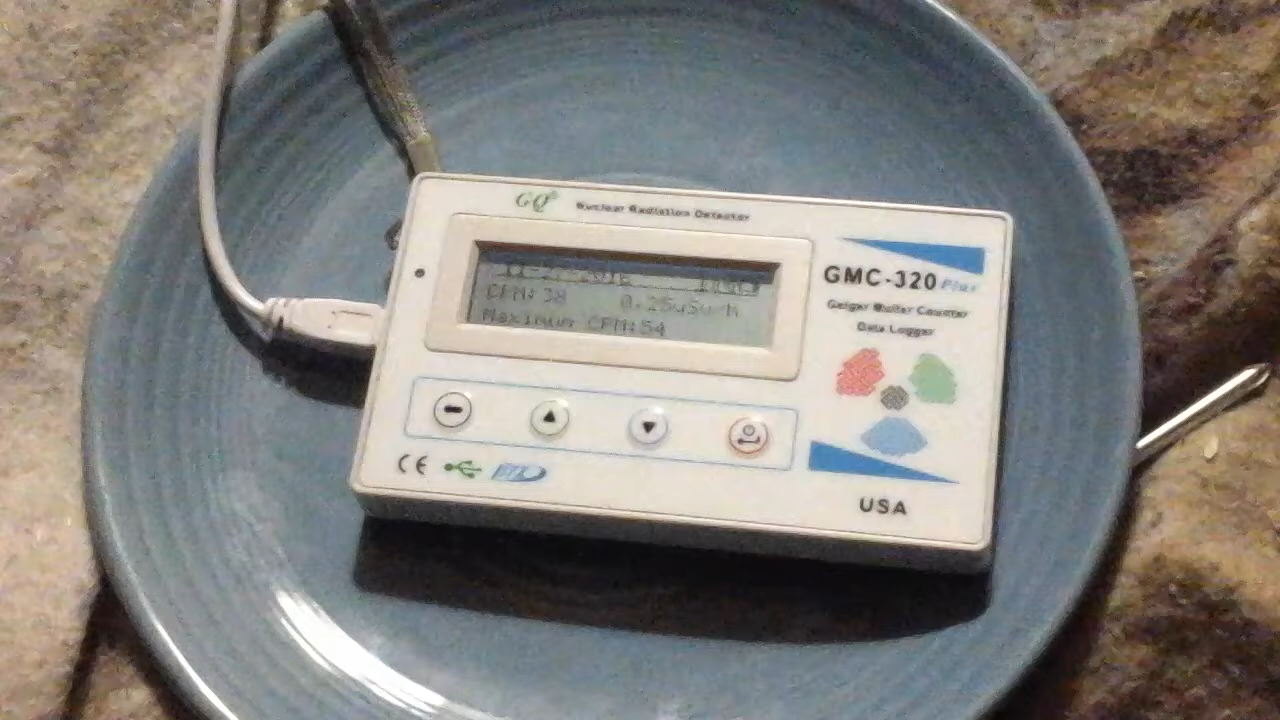 GQ Nuclear Radiation Detector
CPM: 38 0.25uSv/h
Maximum CPM: 54
GMC-320 Plus
Geiger Muller Counter
Data Logger
CE
USA